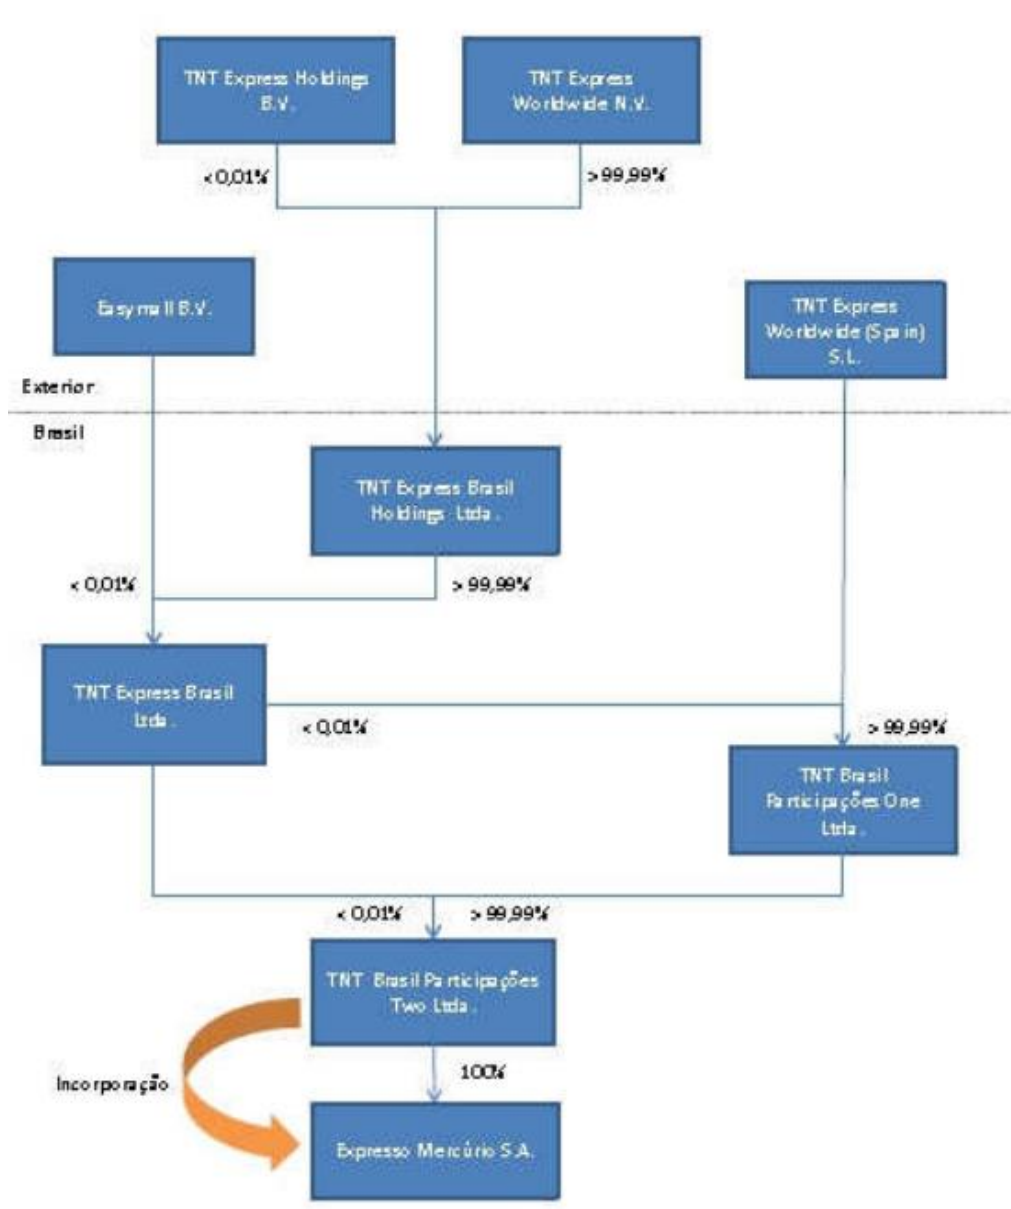 TNT Express Holdings
B.V.
TNT Express
Worldwide N.V.
< 0,01%
> 99,99%
Easymall B.V.
TNT Express
Worldwide (Spain)
S.L.
Exterior
Brasil
TNT Express Brasil
Holdings Ltda.
< 0,01%
> 99,99%
TNT Express Brasil
Ltda.
< 0,01%
> 99,99%
TNT Brasil
Participações One
Ltda.
< 0,01%
> 99,99%
TNT Brasil Participações
Two Ltda.
Incorporação
100%
Expresso Mercúrio S.A.